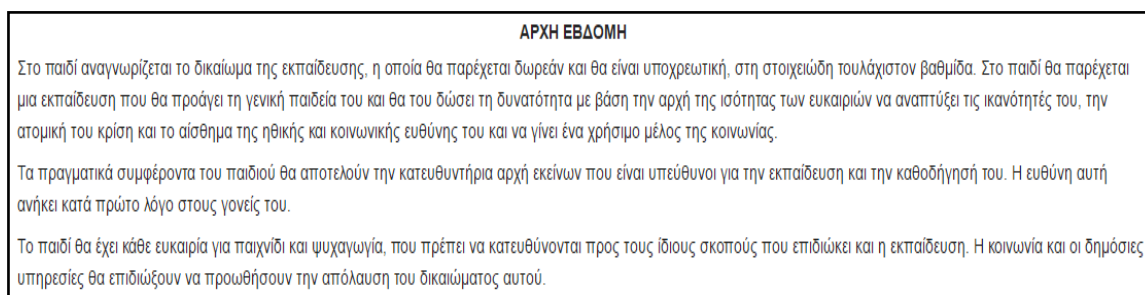 ΑΡΧΗ ΕΒΔΟΜΗ
Στο παιδί αναγνωρίζεται το δικαίωμα της εκπαίδευσης, η οποία θα παρέχεται δωρεάν και θα είναι υποχρεωτική, στη στοιχειώδη τουλάχιστον βαθμίδα. Στο παιδί θα παρέχεται
μια εκπαίδευση που θα προάγει τη γενική παιδεία του και θα του δώσει τη δυνατότητα με βάση την αρχή της ισότητας των ευκαιριών να αναπτύξει τις ικανότητές του, την
ατομική του κρίση και το αίσθημα της ηθικής και κοινωνικής ευθύνης του και να γίνει ένα χρήσιμο μέλος της κοινωνίας.
Τα πραγματικά συμφέροντα του παιδιού θα αποτελούν την κατευθυντήρια αρχή εκείνων που είναι υπεύθυνοι για την εκπαίδευση και την καθοδήγησή του. Η ευθύνη αυτή
ανήκει κατά πρώτο λόγο στους γονείς του.
Το παιδί θα έχει κάθε ευκαιρία για παιχνίδι και ψυχαγωγία, που πρέπει να κατευθύνονται προς τους ίδιους σκοπούς που επιδιώκει και η εκπαίδευση. Η κοινωνία και οι δημόσιες
υπηρεσίες θα επιδιώξουν να προωθήσουν την απόλαυση του δικαιώματος αυτού.